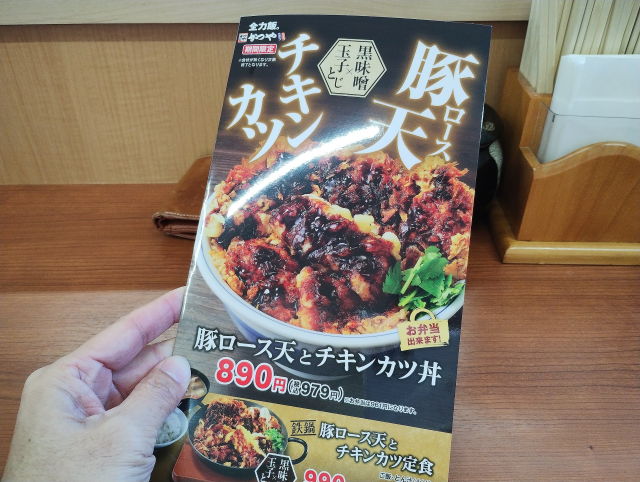 全力飯。
かつや
期間限定
黒味噌
×
玉子とじ
豚ロース天
チキンカツ
お弁当
出来ます!
豚ロース天とチキンカツ丼
890円(税込979円)
鉄鍋
豚ロース天と
チキンカツ定食
黒味噌
玉子とじ